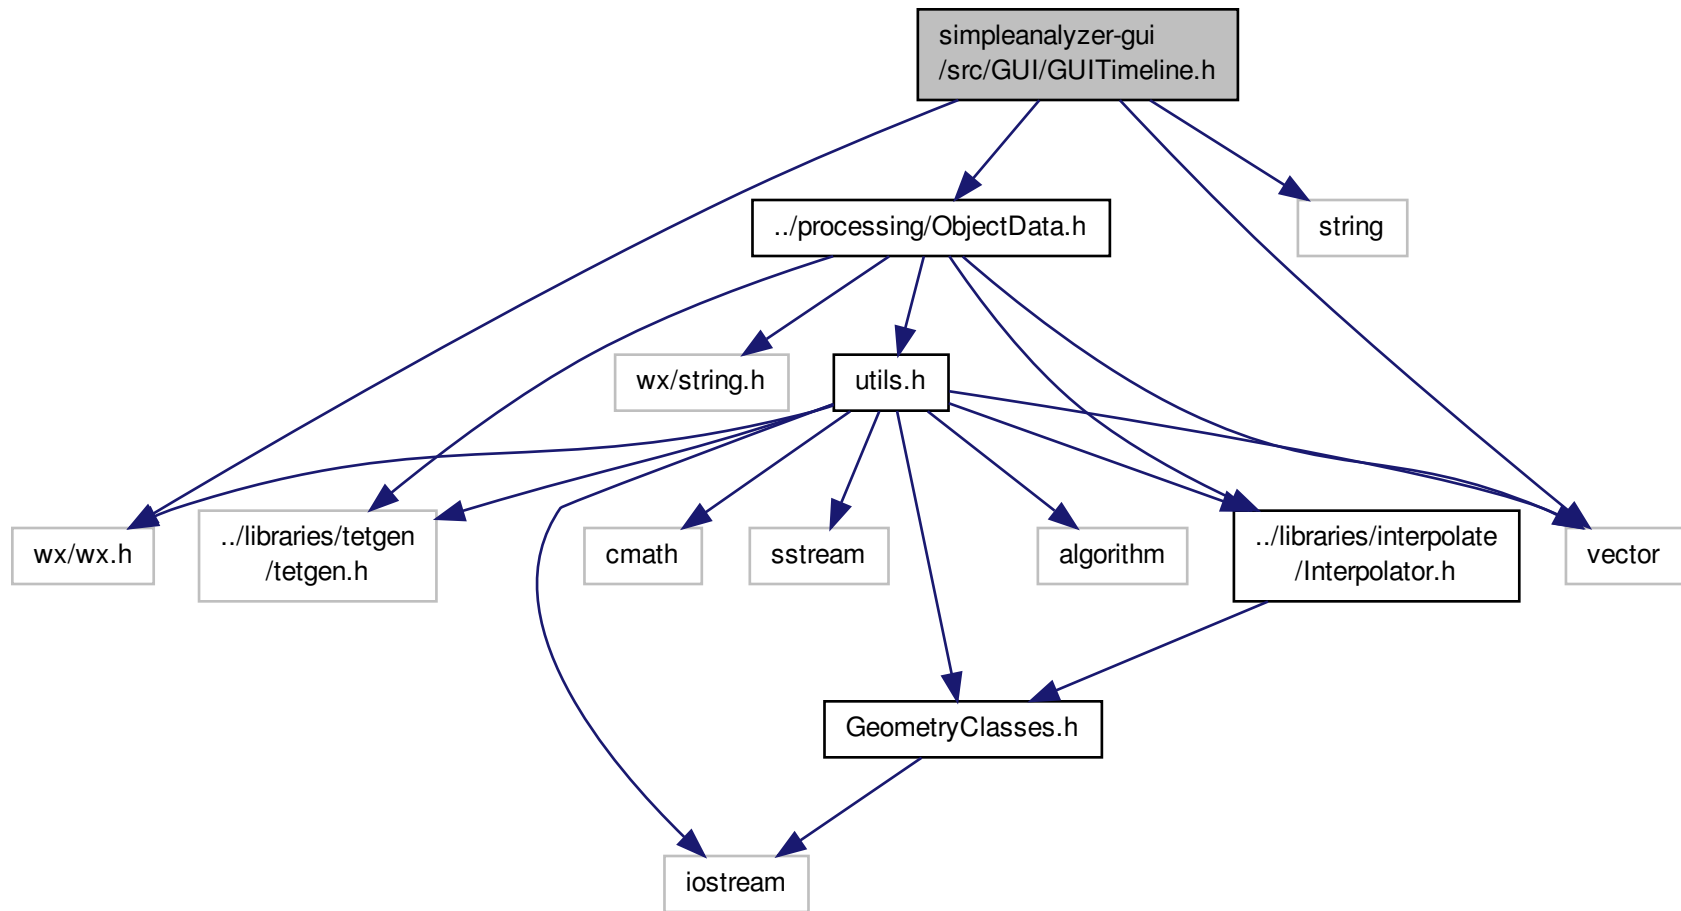 simpleanalyzer-gui
/src/GUI/GUITimeline.h
../processing/ObjectData.h
string
wx/string.h
utils.h
wx/wx.h
../libraries/tetgen
/tetgen.h
cmath
sstream
algorithm
../libraries/interpolate
/Interpolator.h
vector
GeometryClasses.h
iostream